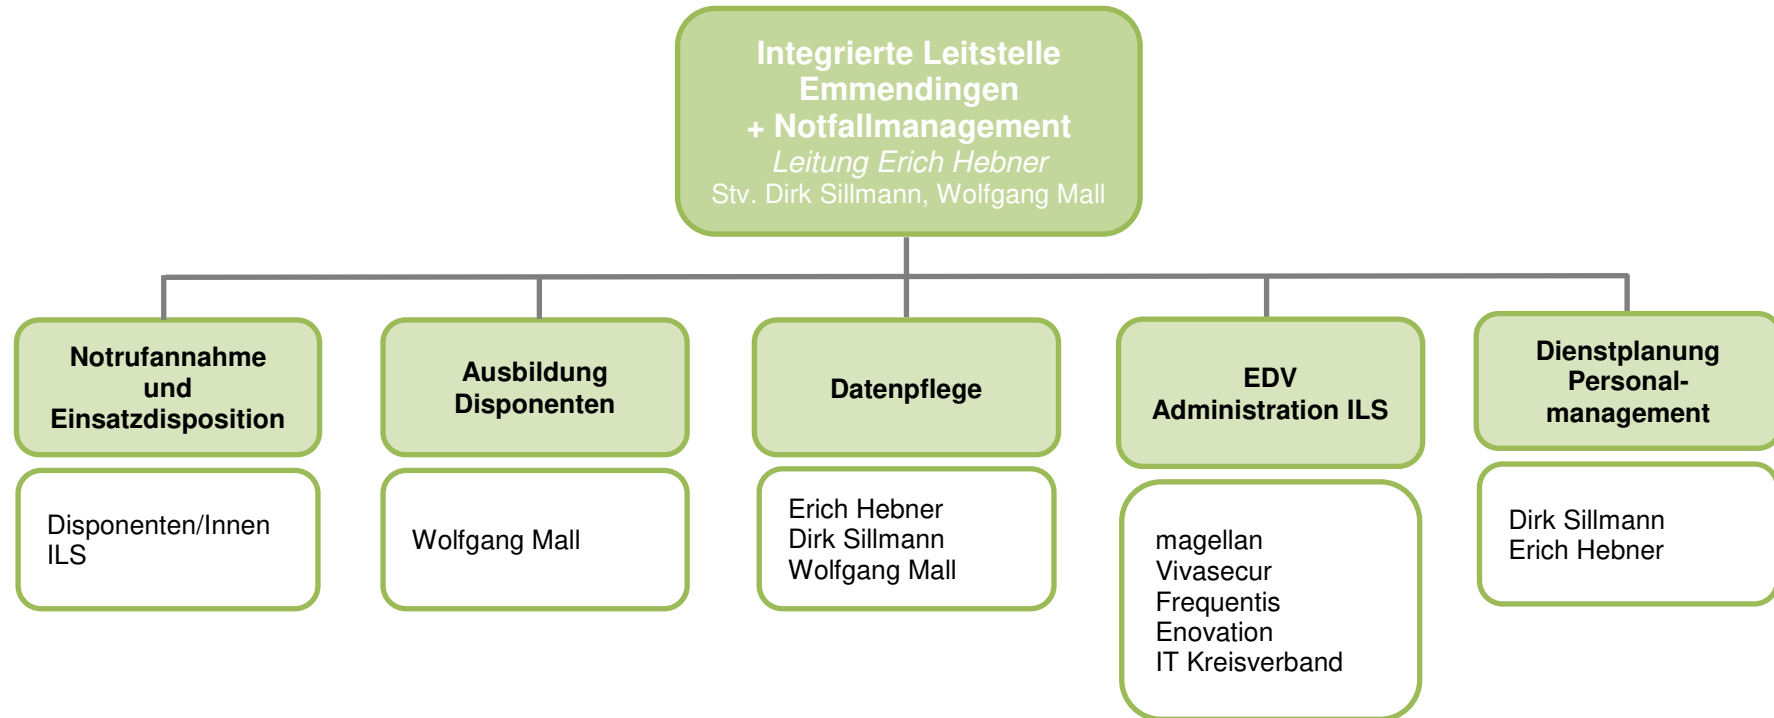 Integrierte Leitstelle
Emmendingen
+ Notfallmanagement
Leitung Erich Hebner
Stv. Dirk Sillmann, Wolfgang Mall
Notrufannahme
und
Einsatzdisposition
Disponenten/Innen
ILS
Ausbildung
Disponenten
Wolfgang Mall
Datenpflege
Erich Hebner
Dirk Sillmann
Wolfgang Mall
EDV
Administration ILS
magellan
Vivasecur
Frequentis
Enovation
IT Kreisverband
Dienstplanung
Personal-
management
Dirk Sillmann
Erich Hebner